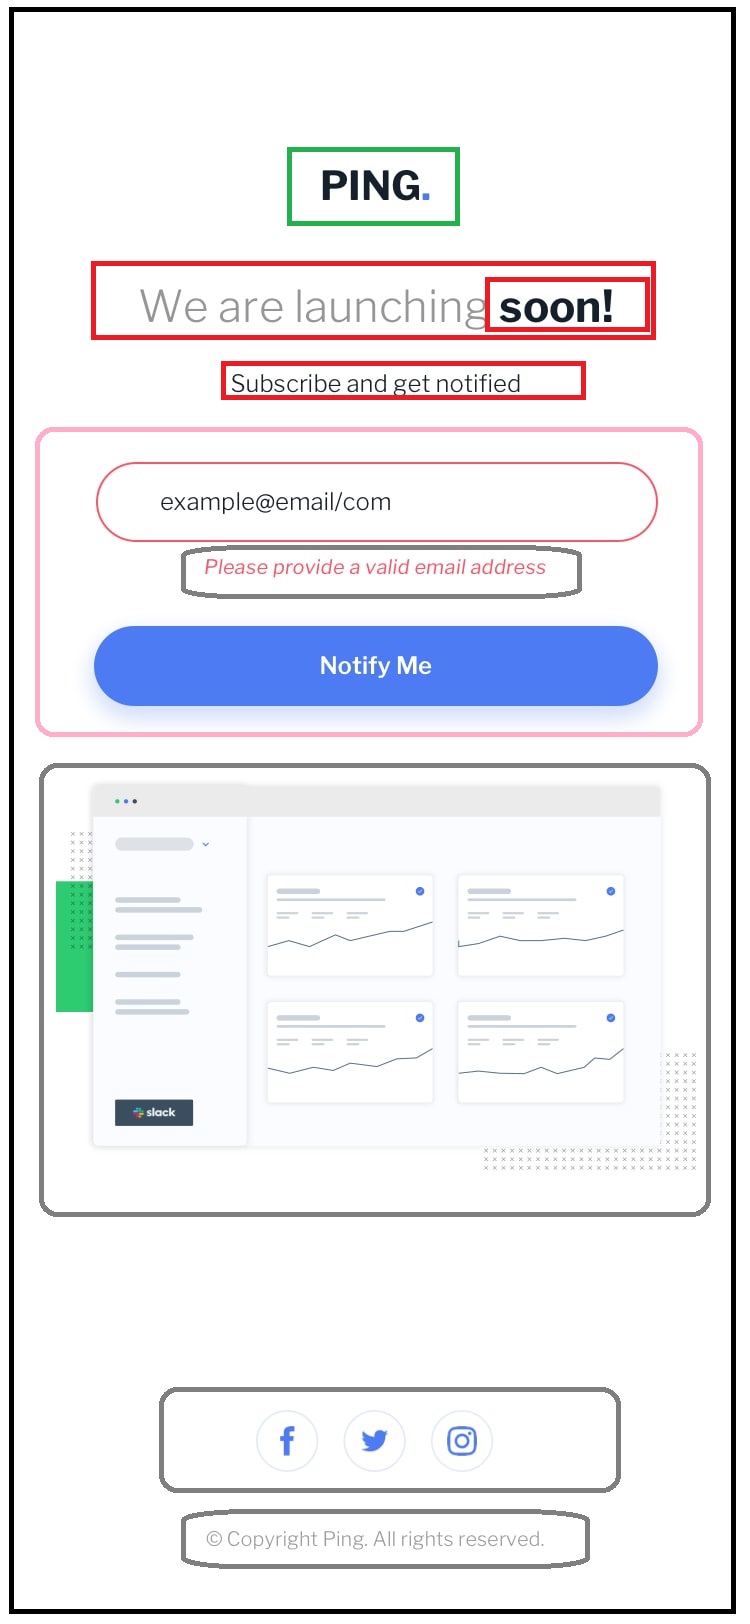 PING.
We are launching soon!
Subscribe and get notified
example@email/com
Please provide a valid email address
Notify Me
slack
© Copyright Ping. All rights reserved.